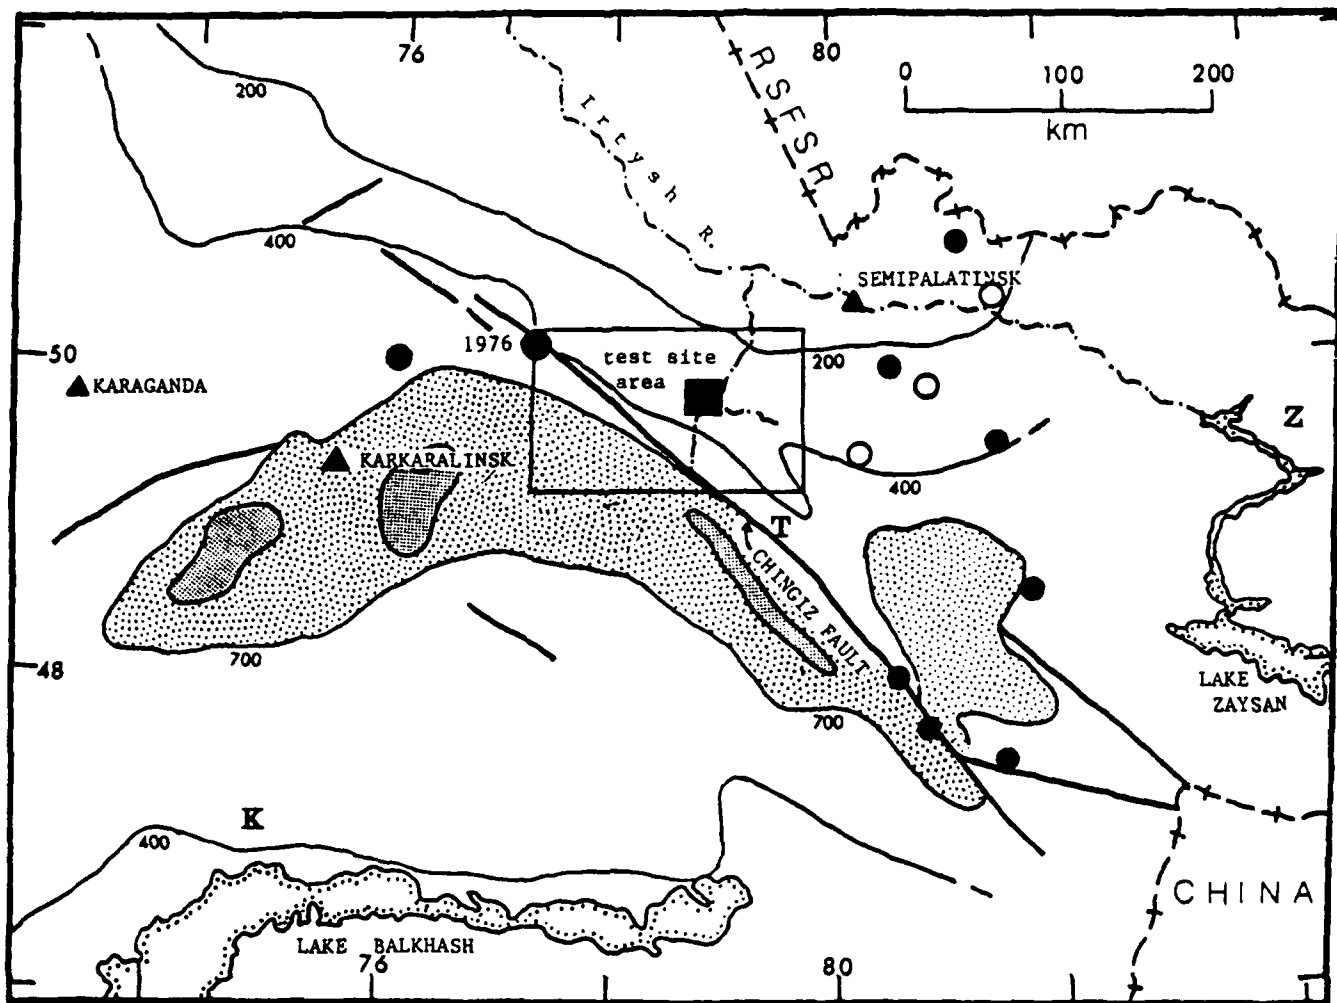 76
80
0 100 200
km
200
RSFSR
Irtysh R.
400
SEMIPALATINSK
50
1976
test site
area
200
KARAGANDA
Z
KARKARALINSK
400
T
CHINGIZ FAULT
48
700
LAKE
ZAYSAN
700
K
400
CHINA
LAKE BALKHASH
76
80